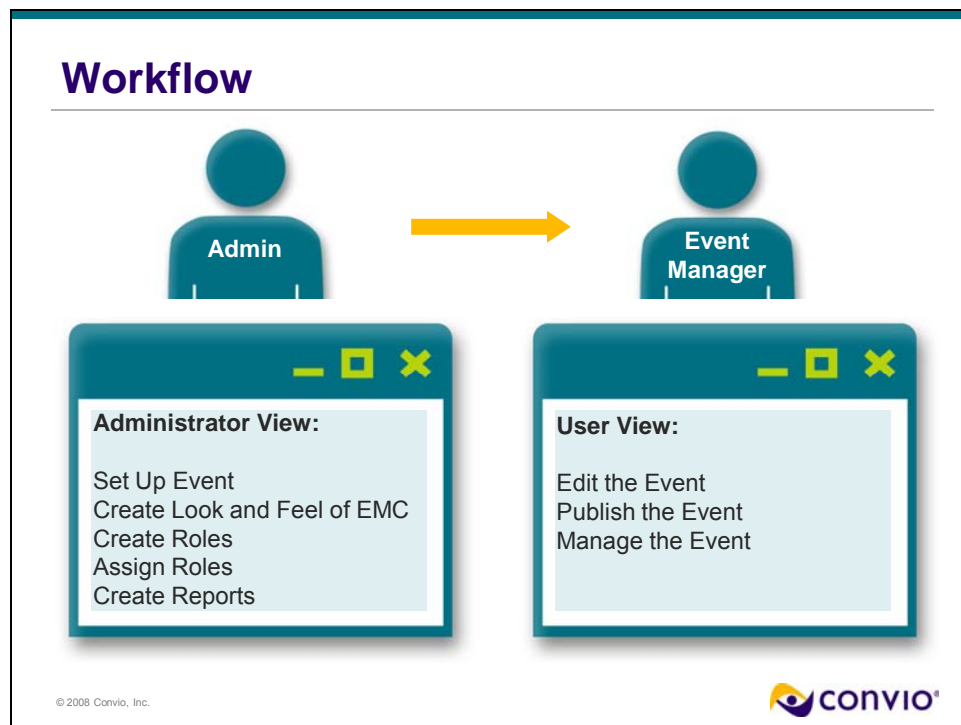 Workflow
Admin
Event
Manager
Administrator View:
Set Up Event
Create Look and Feel of EMC
Create Roles
Assign Roles
Create Reports
User View:
Edit the Event
Publish the Event
Manage the Event
© 2008 Convio, Inc.
convio®